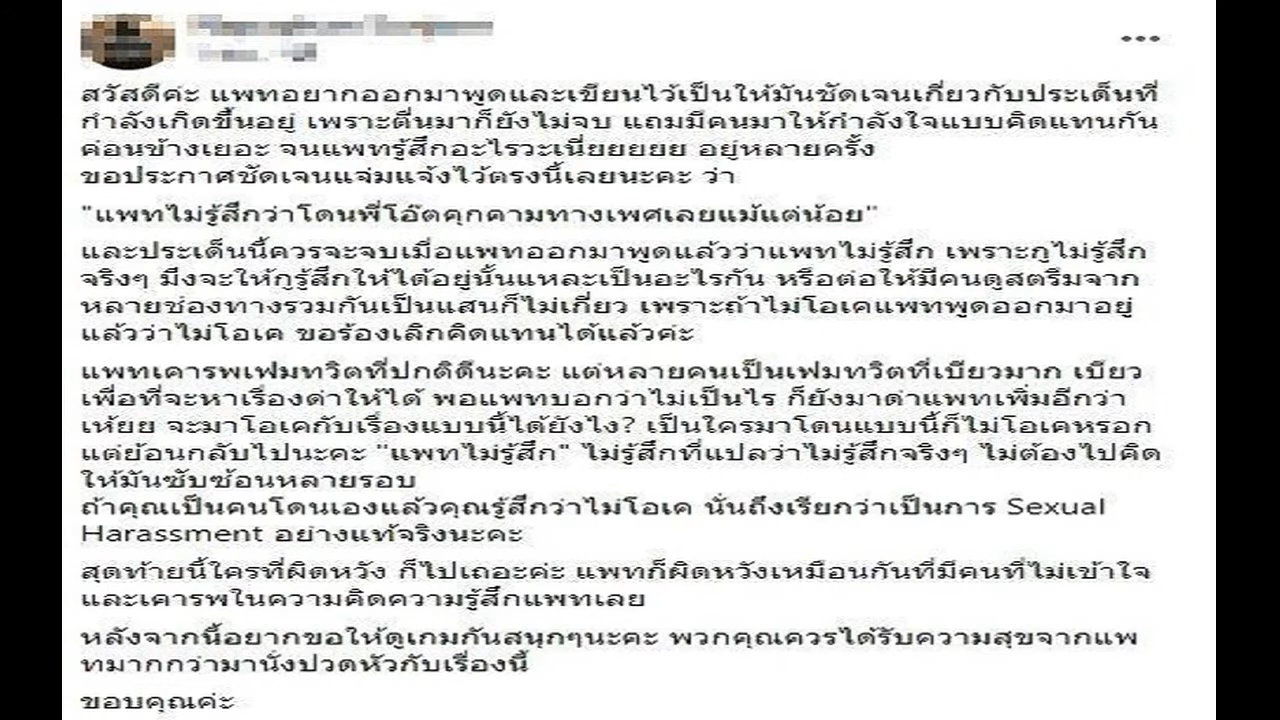 สวัสดีค่ะ แพทอยากออกมาพูดและเขียนไว้เป็นให้มันชัดเจนเกี่ยวกับประเด็นที่
กำลังเกิดขึ้นอยู่ เพราะตื่นมาก็ยังไม่จบ แถมมีคนมาให้กำลังใจแบบคิดแทนกัน
ค่อนข้างเยอะ จนแพทรู้สึกอะไรวะเนี่ยยยยย อยู่หลายครั้ง
ขอประกาศชัดเจนแจ่มแจ้งไว้ตรงนี้เลยนะคะ ว่า
"แพทไม่รู้สึกว่าโดนพี่โอ๊ตคุกคามทางเพศเลยแม้แต่น้อย"
และประเด็นนี้ควรจะจบเมื่อแพทออกมาพูดแล้วว่าแพทไม่รู้สึก เพราะกูไม่รู้สึก
จริงๆ มึงจะให้กูรู้สึกให้ได้อยู่นั้นแหละเป็นอะไรกัน หรือต่อให้มีคนดูสตรีมจาก
หลายช่องทางรวมกันเป็นแสนก็ไม่เกี่ยว เพราะถ้าไม่โอเคแพทพูดออกมาอยู่
แล้วว่าไม่โอเค ขอร้องเลิกคิดแทนได้แล้วค่ะ
แพทเคารพเฟมทวิตที่ปกติดีนะคะ แต่หลายคนเป็นเฟมทวิตที่เบียวมาก เบียว
เพื่อที่จะหาเรื่องด่าให้ได้ พอแพทบอกว่าไม่เป็นไร ก็ยังมาด่าแพทเพิ่มอีกว่า
เห้ยย จะมาโอเคกับเรื่องแบบนี้ได้ยังไง? เป็นใครมาโดนแบบนี้ก็ไม่โอเคหรอก
แต่ย้อนกลับไปนะคะ "แพทไม่รู้สึก" ไม่รู้สึกที่แปลว่าไม่รู้สึกจริงๆ ไม่ต้องไปคิด
ให้มันซับซ้อนหลายรอบ
ถ้าคุณเป็นคนโดนเองแล้วคุณรู้สึกว่าไม่โอเค นั่นถึงเรียกว่าเป็นการ Sexual
Harassment อย่างแท้จริงนะคะ
สุดท้ายนี้ใครที่ผิดหวัง ก็ไปเถอะค่ะ แพทก็ผิดหวังเหมือนกันที่มีคนที่ไม่เข้าใจ
และเคารพในความคิดความรู้สึกแพทเลย
หลังจากนี้อยากขอให้ดูเกมกันสนุกๆนะคะ พวกคุณควรได้รับความสุขจากแพ
ทมากกว่ามานั่งปวดหัวกับเรื่องนี้
ขอบคุณค่ะ